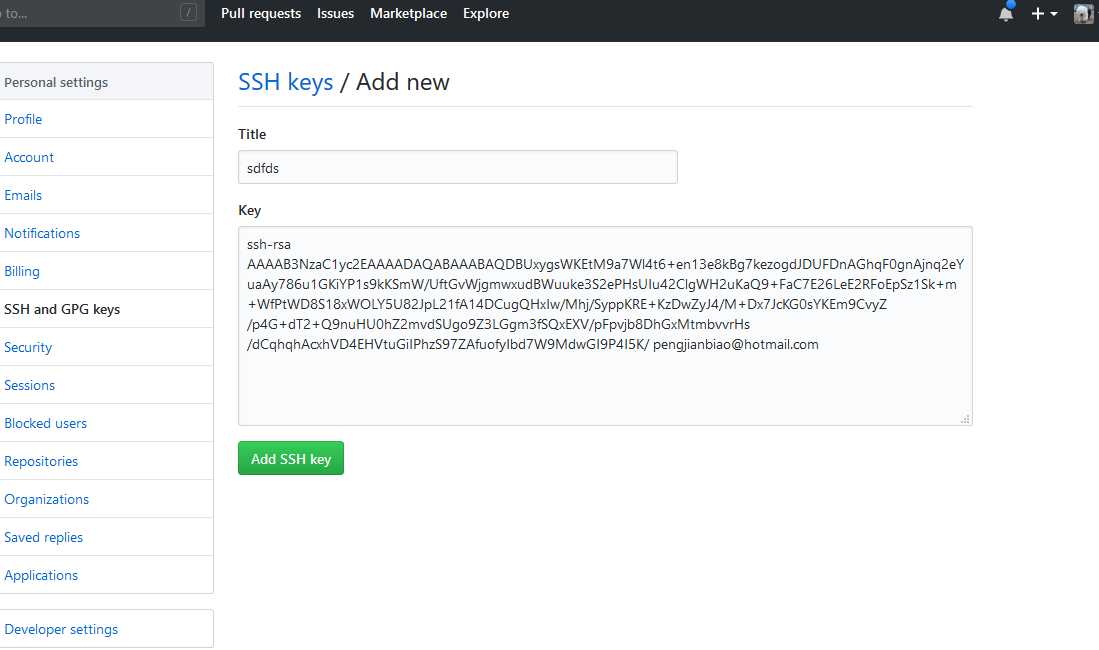 to...
/
Pull requests Issues Marketplace Explore
Personal settings
Profile
Account
Emails
Notifications
Billing
SSH and GPG keys
Security
Sessions
Blocked users
Repositories
Organizations
Saved replies
Applications
Developer settings
SSH keys / Add new
Title
sdfds
Key
ssh-rsa
AAAAB3NzaC1yc2EAAAADAQABAAABAQDBUxygsWKEtM9a7Wl4t6+en13e8kBg7kezogdJDUFDnAGhqF0gnAjnq2eY
uaAy786u1GKiYP1s9kKSmW/UftGvWjgmwxudBWuuke3S2ePHsUIu42ClgWH2uKaQ9+FaC7E26LeE2RFoEpSz1Sk+m
+WfPtWD8S18xWOLY5U82JpL21fA14DCugQHxIw/Mhj/SyppKRE+KzDwZyJ4/M+Dx7JcKG0sYKEm9CvyZ
/p4G+dT2+Q9nuHU0hZ2mvdSUgo9Z3LGgm3fSQxEXV/pFpvjb8DhGxMtmbvvrHs
/dCqhqhAcxhVD4EHVtuGiIPhzS97ZAfuofyIbd7W9MdwGI9P4I5K/ pengjianbiao@hotmail.com
Add SSH key